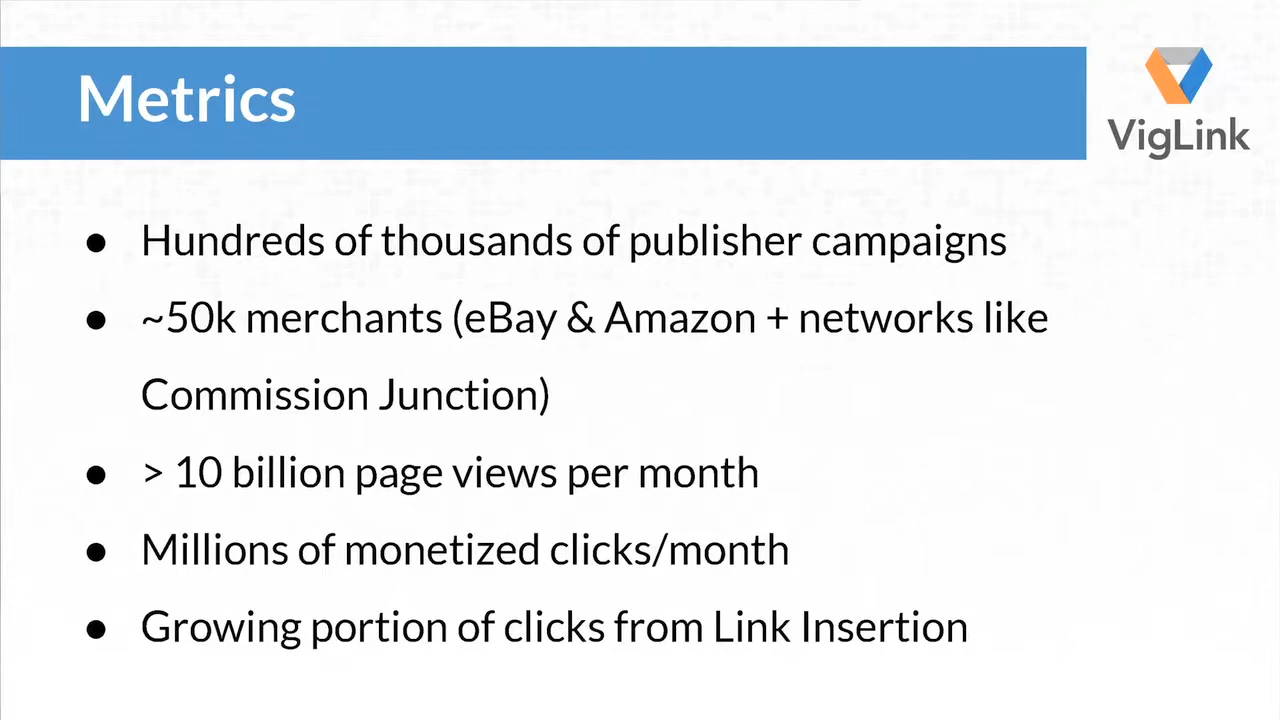 Metrics
VigLink
● Hundreds of thousands of publisher campaigns
● ~50k merchants (eBay & Amazon + networks like
Commission Junction)
● > 10 billion page views per month
● Millions of monetized clicks/month
● Growing portion of clicks from Link Insertion